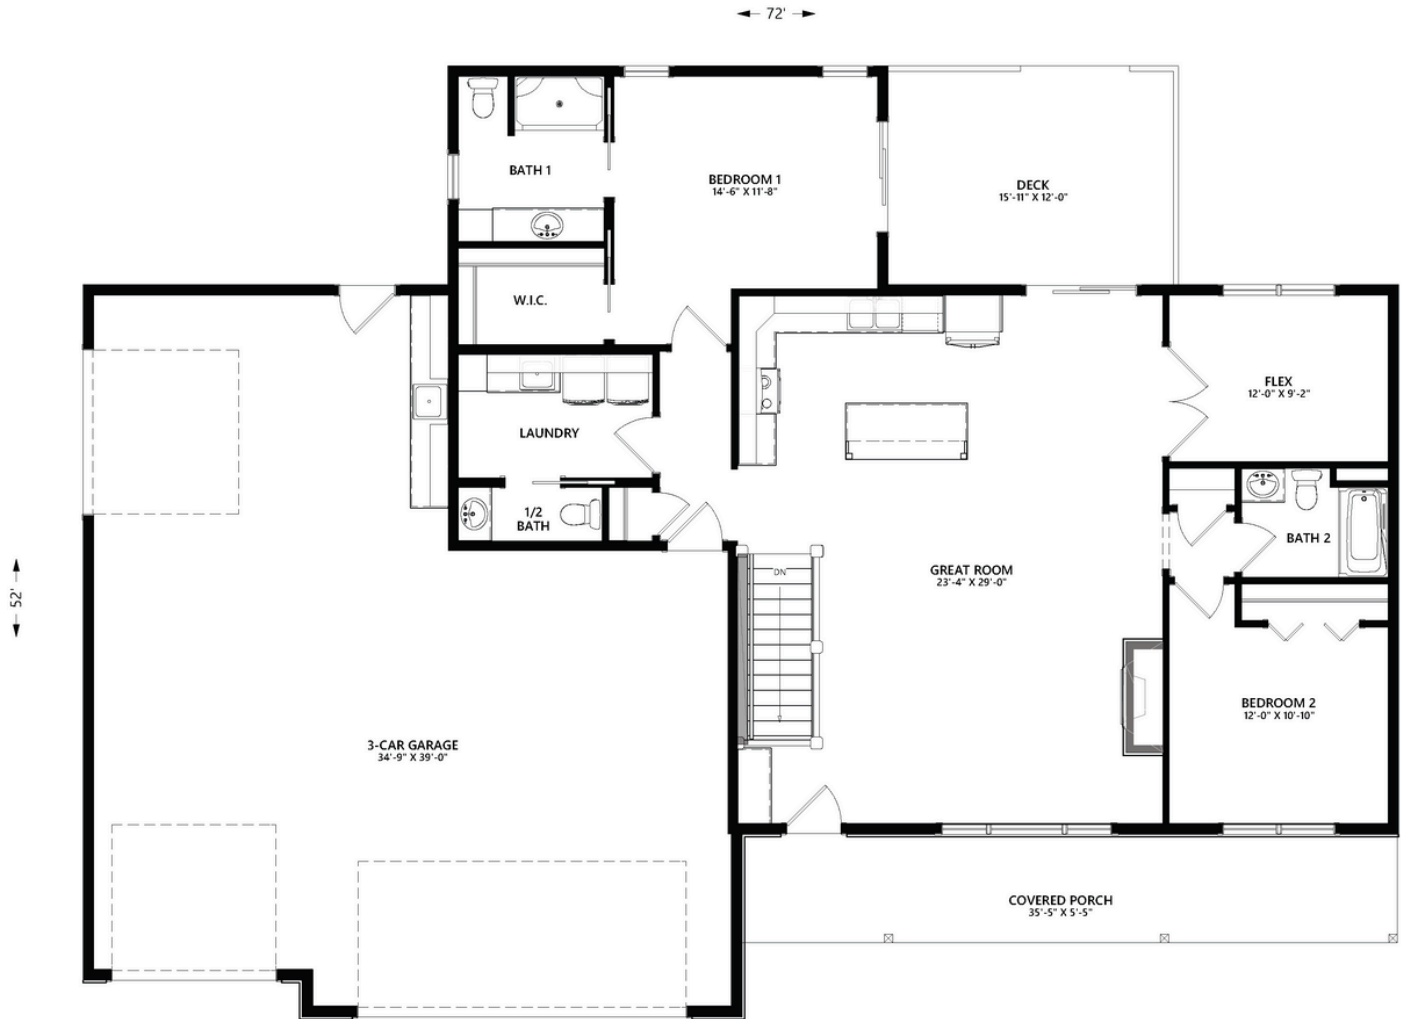 72'
BATH 1
BEDROOM 1
14'-6" X 11'-8"
DECK
15'-11" X 12'-0"
W.I.C.
FLEX
12'-0" X 9'-2"
LAUNDRY
1/2
BATH
BATH 2
GREAT ROOM
23'-4" X 29'-0"
DN
52'
BEDROOM 2
12'-0" X 10'-10"
3-CAR GARAGE
34'-9" X 39'-0"
COVERED PORCH
35'-5" X 5'-5"